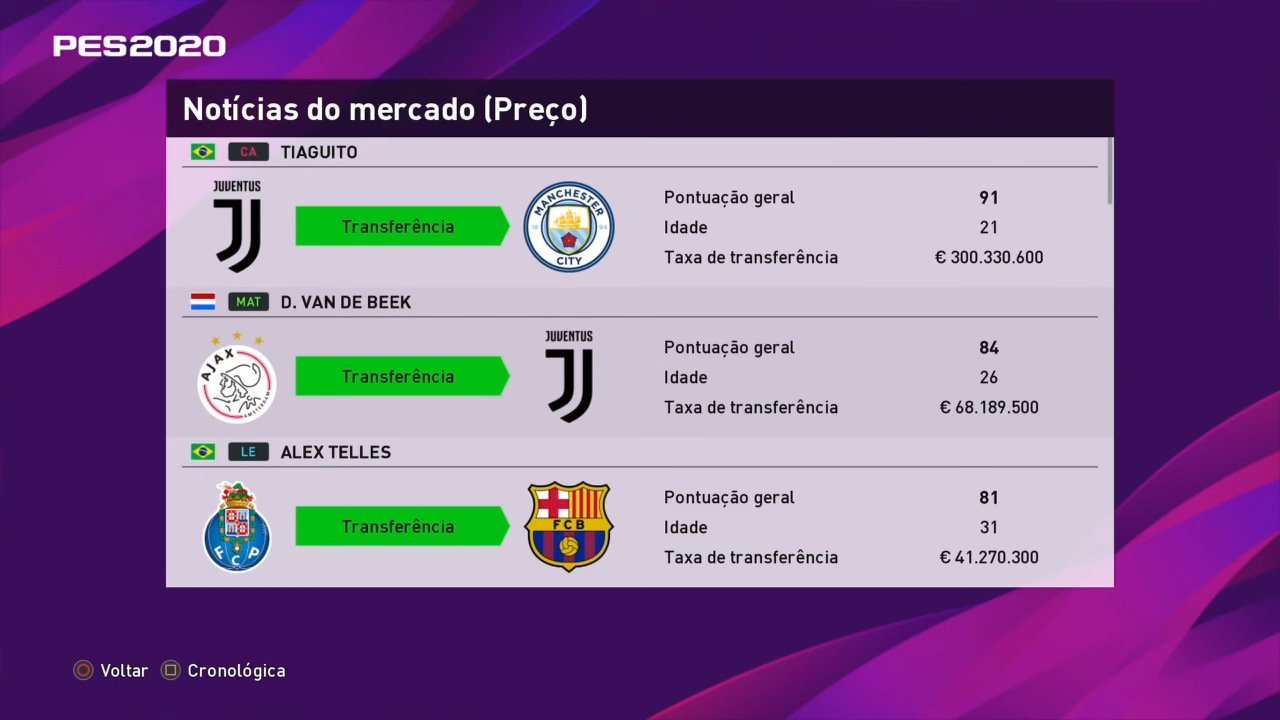 PES2020
Notícias do mercado (Preço)
CA TIAGUITO
JUVENTUS
Transferência
MANCHESTER
CITY
Pontuação geral 91
Idade 21
Taxa de transferência € 300.330.600
MAT D. VAN DE BEEK
AJAX
AMSTERDAM
Transferência
JUVENTUS
Pontuação geral 84
Idade 26
Taxa de transferência € 68.189.500
LE ALEX TELLES
FCP
Transferência
FCB
Pontuação geral 81
Idade 31
Taxa de transferência € 41.270.300
Voltar Cronológica